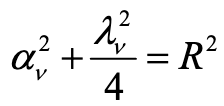 α_ν^2 + λ_ν^2/4 = R^2